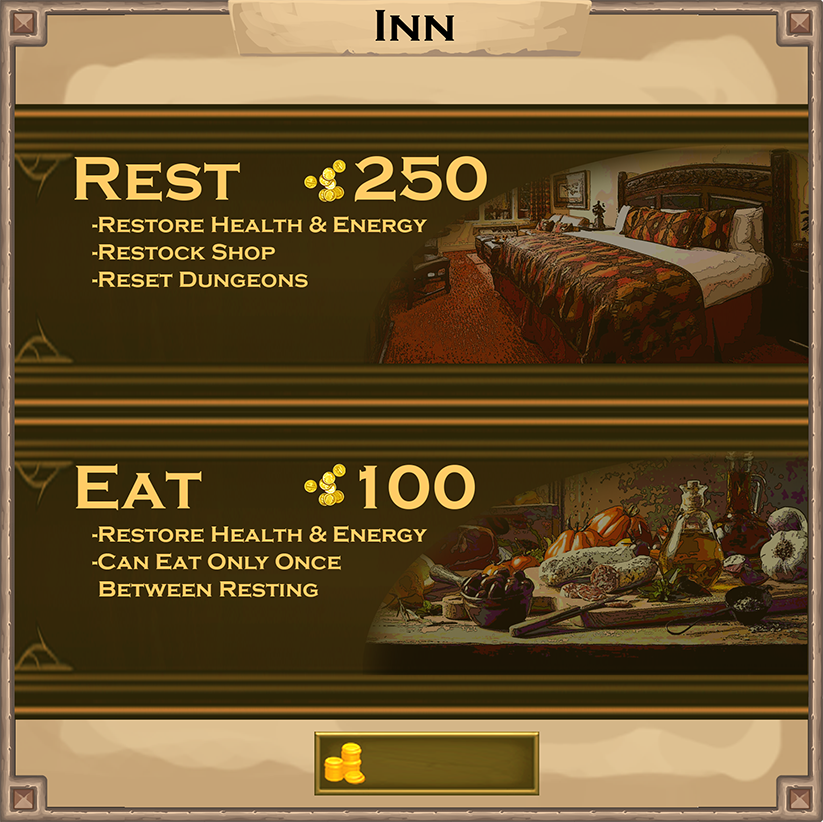 Inn
Rest 250
-Restore Health & Energy
-Restock Shop
-Reset Dungeons
Eat 100
-Restore Health & Energy
-Can Eat Only Once
Between Resting